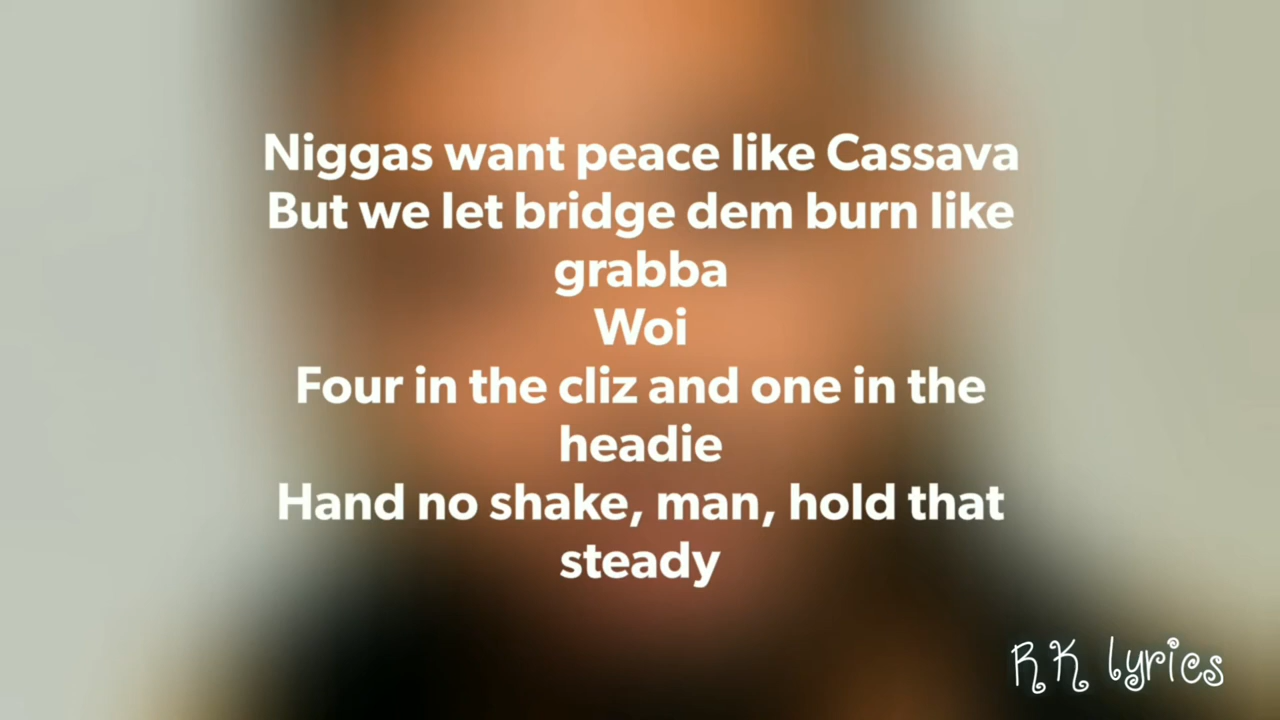 Niggas want peace like Cassava
But we let bridge dem burn like
grabba
Woi
Four in the cliz and one in the
headie
Hand no shake, man, hold that
steady
RK lyrics